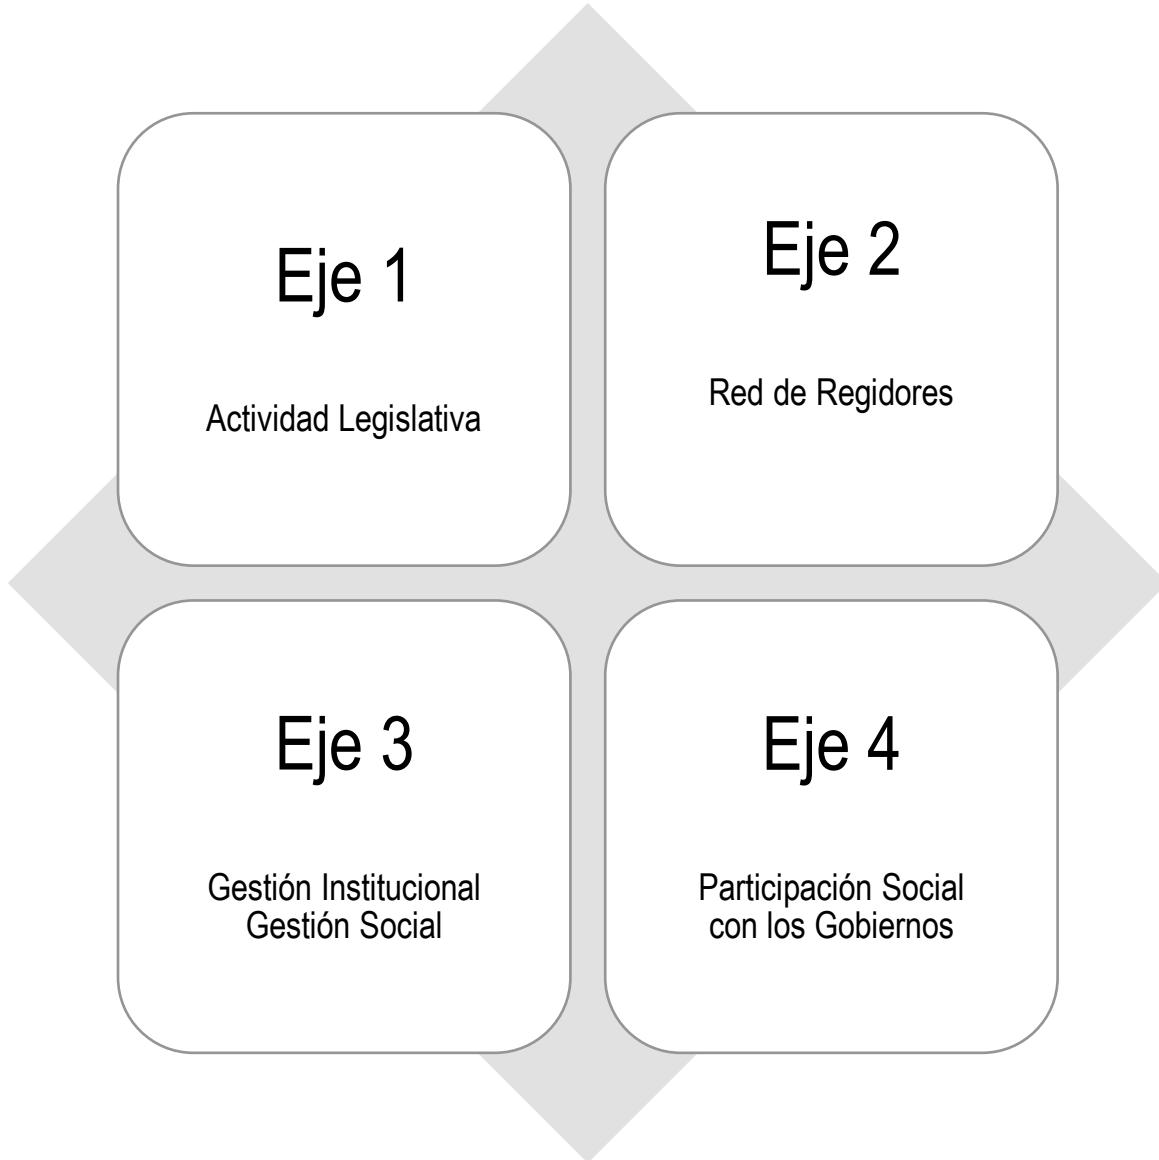 Eje 1
Actividad Legislativa
Eje 2
Red de Regidores
Eje 3
Gestión Institucional
Gestión Social
Eje 4
Participación Social
con los Gobiernos